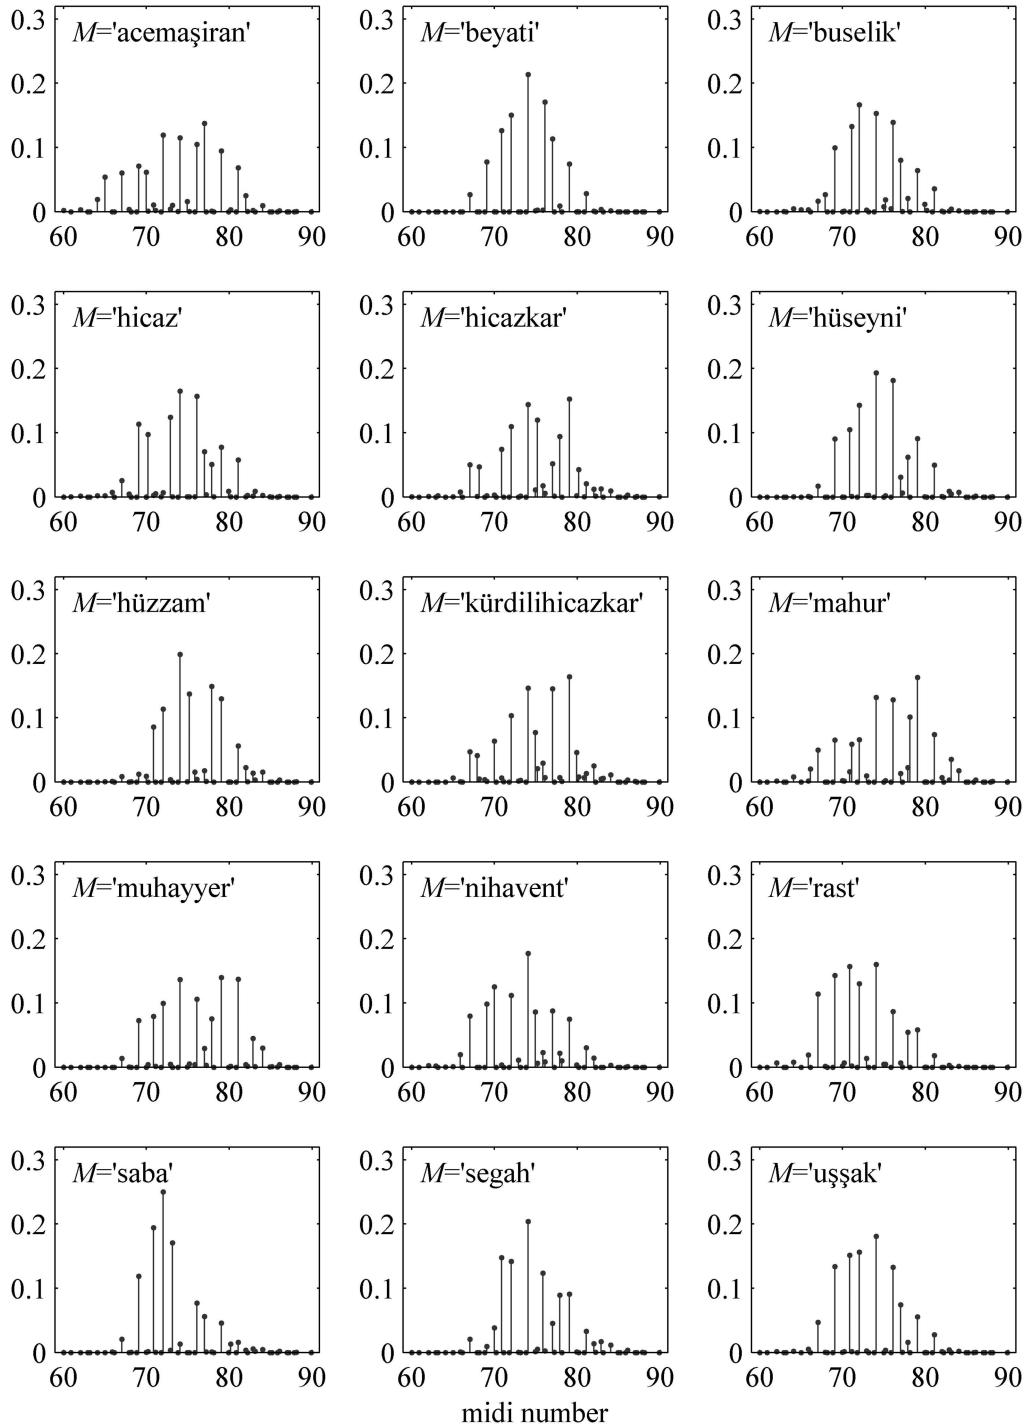 0.3 0.3 0.3
M='acemaşiran' M='beyati' M='buselik'
0.2 0.2 0.2
0.1 0.1 0.1
0 0 0
60 70 80 90 60 70 80 90 60 70 80 90
0.3 0.3 0.3
M='hicaz' M='hicazkar' M='hüseyni'
0.2 0.2 0.2
0.1 0.1 0.1
0 0 0
60 70 80 90 60 70 80 90 60 70 80 90
0.3 0.3 0.3
M='hüzzam' M='kürdilihicazkar' M='mahur'
0.2 0.2 0.2
0.1 0.1 0.1
0 0 0
60 70 80 90 60 70 80 90 60 70 80 90
0.3 0.3 0.3
M='muhayyer' M='nihavent' M='rast'
0.2 0.2 0.2
0.1 0.1 0.1
0 0 0
60 70 80 90 60 70 80 90 60 70 80 90
0.3 0.3 0.3
M='saba' M='segah' M='uşşak'
0.2 0.2 0.2
0.1 0.1 0.1
0 0 0
60 70 80 90 60 70 80 90 60 70 80 90
midi number